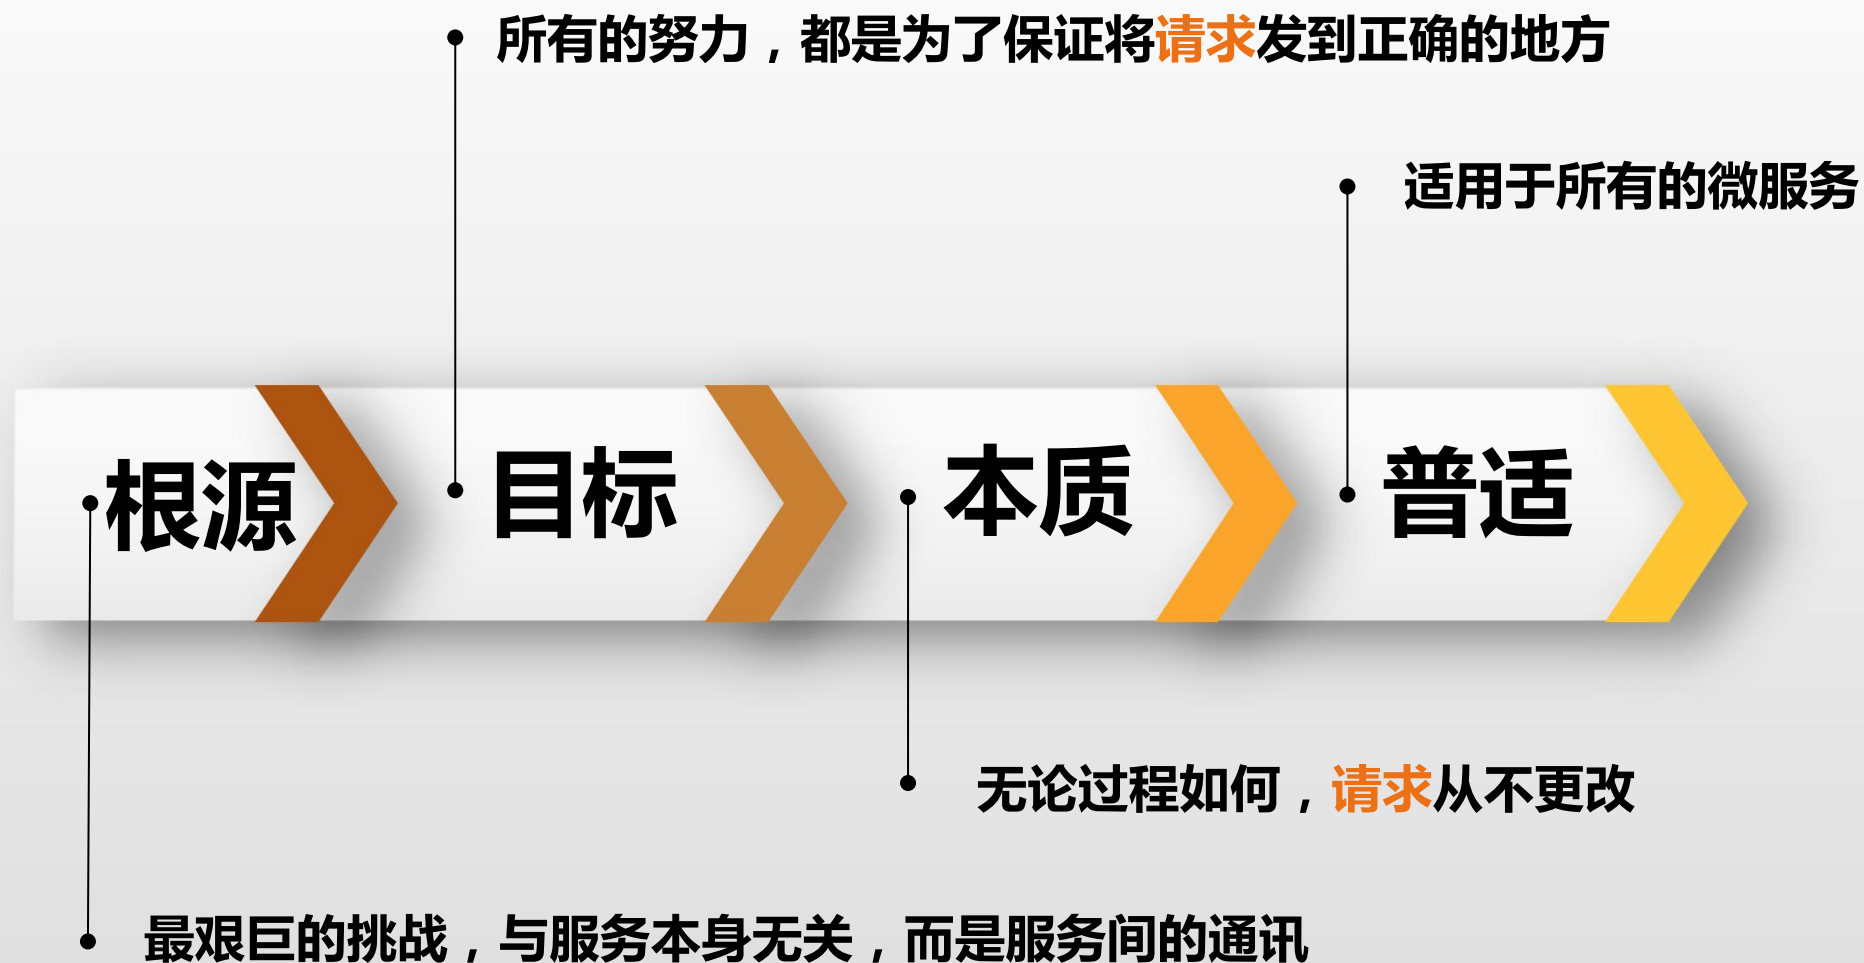 所有的努力，都是为了保证将请求发到正确的地方
适用于所有的微服务
根源
目标
本质
普适
无论过程如何，请求从不更改
最艰巨的挑战，与服务本身无关，而是服务间的通讯